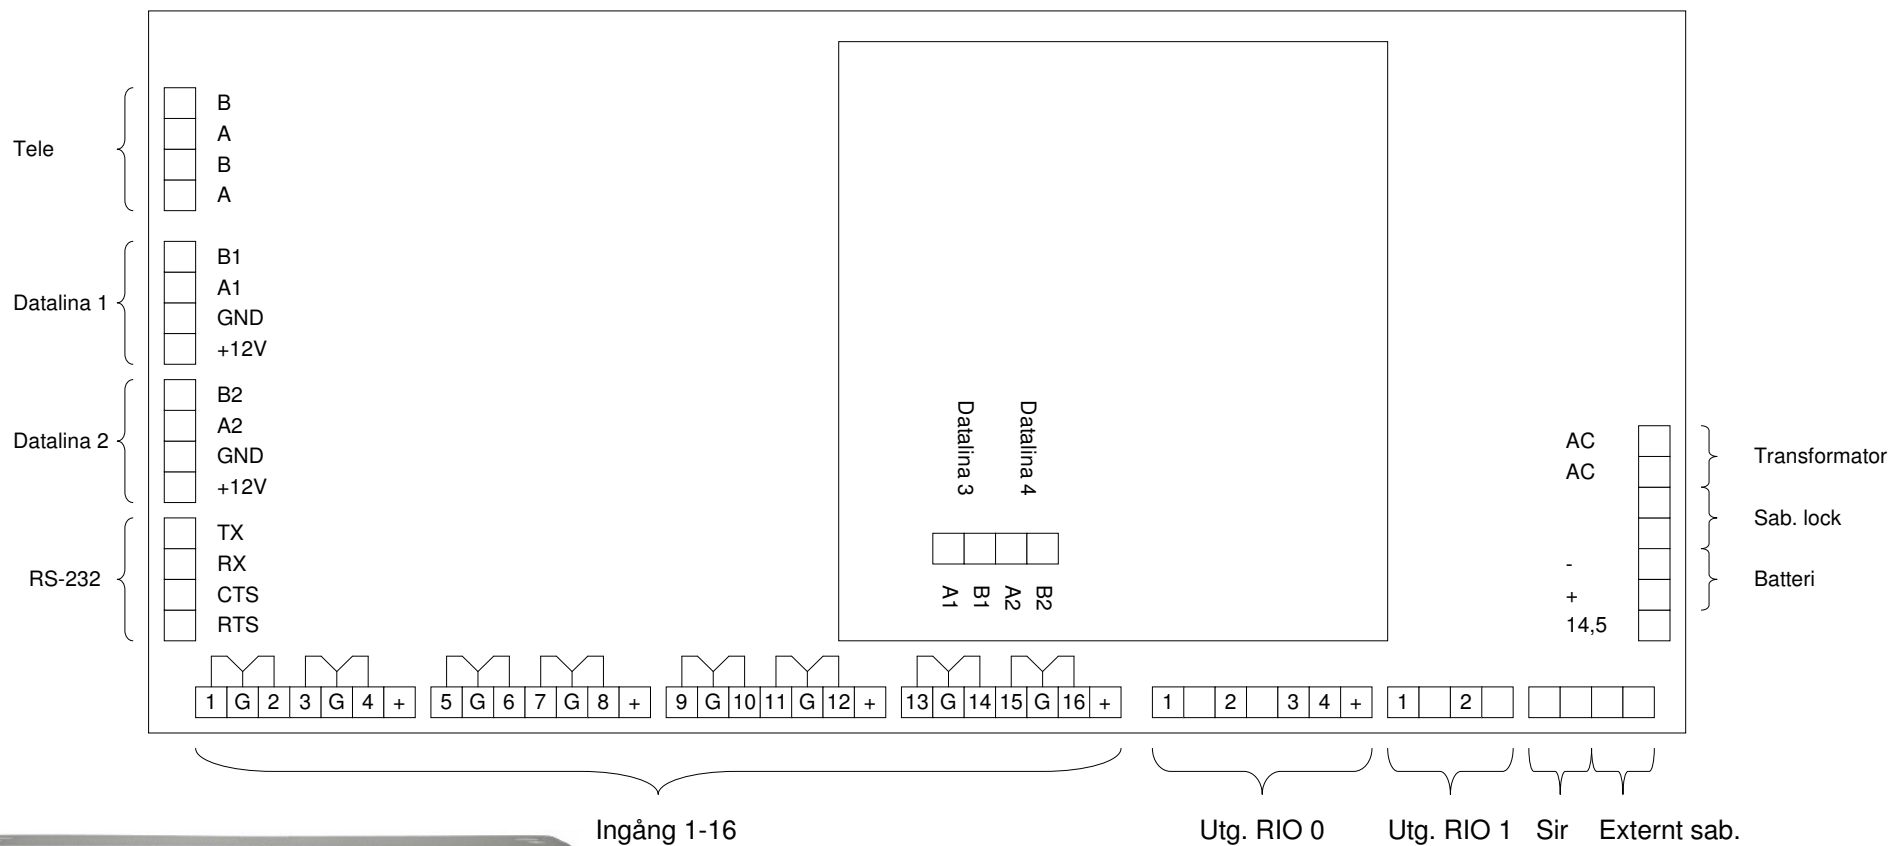 Tele
B
A
B
A
Datalina 1
B1
A1
GND
+12V
Datalina 2
B2
A2
GND
+12V
RS-232
TX
RX
CTS
RTS
Datalina 3
Datalina 4
A1 B1 A2 B2
AC
AC
Transformator
Sab. lock
-
+
Batteri
14,5
1 G 2 3 G 4 + 5 G 6 7 G 8 + 9 G 10 11 G 12 + 13 G 14 15 G 16 + 1 2 3 4 + 1 2
Ingång 1-16 Utg. RIO 0 Utg. RIO 1 Sir Externt sab.